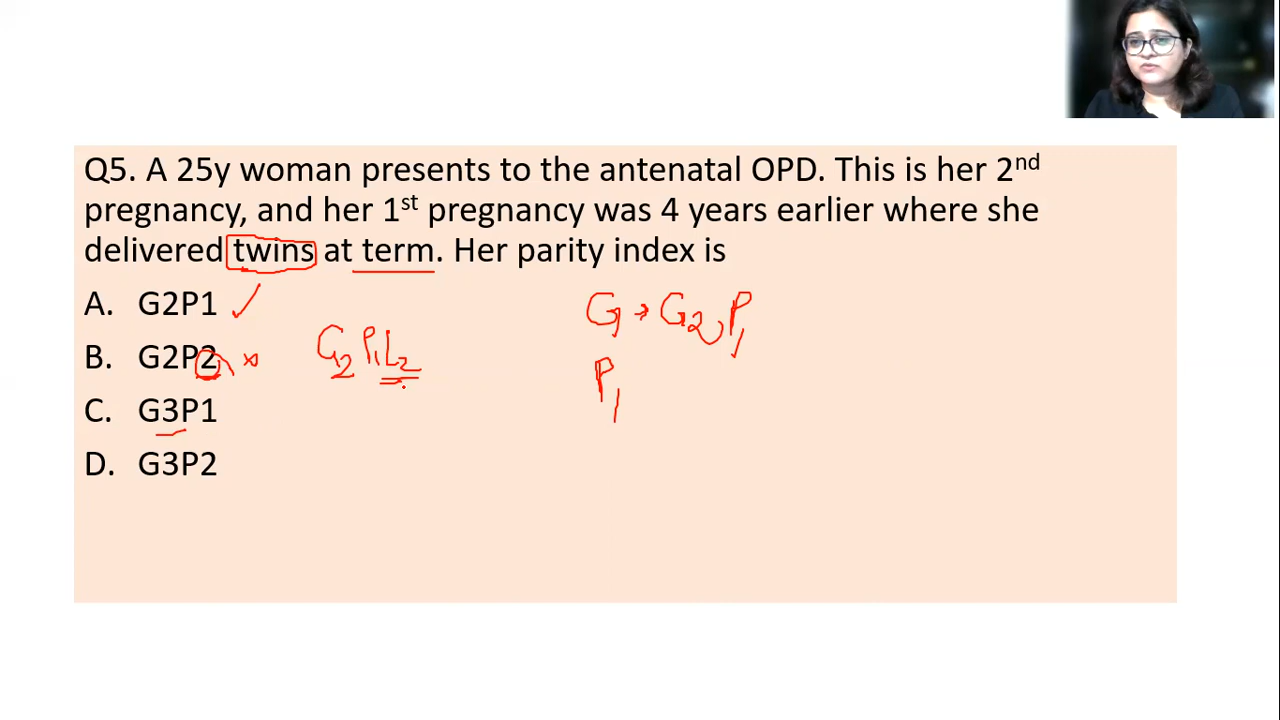 Q5. A 25y woman presents to the antenatal OPD. This is her 2nd
pregnancy, and her 1st pregnancy was 4 years earlier where she
delivered twins at term. Her parity index is
A. G2P1 ✓
B. G2P2 ×
C. G3P1
D. G3P2
G2 P1 L2
G1 → G2 P1
P1